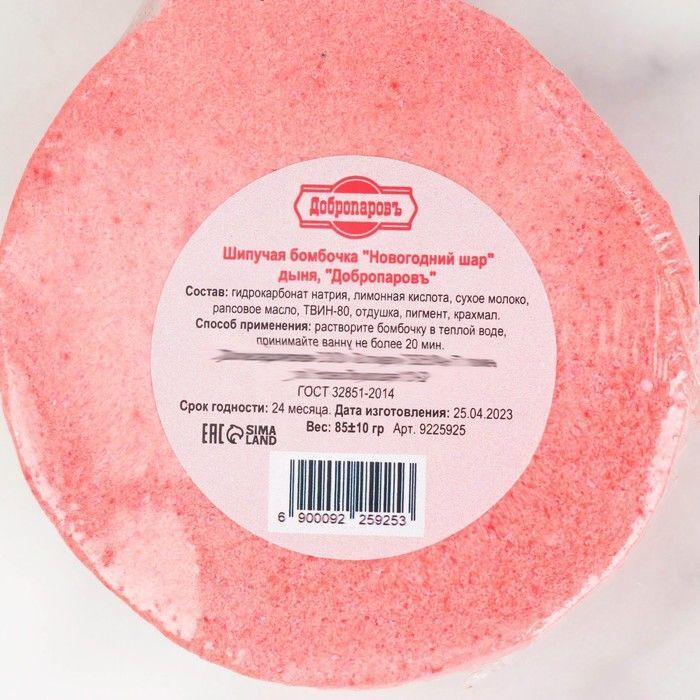 Добропаровъ
Шипучая бомбочка "Новогодний шар"
дыня, "Добропаровъ"
Состав: гидрокарбонат натрия, лимонная кислота, сухое молоко,
рапсовое масло, ТВИН-80, отдушка, пигмент, крахмал.
Способ применения: растворите бомбочку в теплой воде,
принимайте ванну не более 20 мин.
ГОСТ 32851-2014
Срок годности: 24 месяца. Дата изготовления: 25.04.2023
EAC SIMA LAND Вес: 85±10 гр Арт. 9225925
6 900092 259253